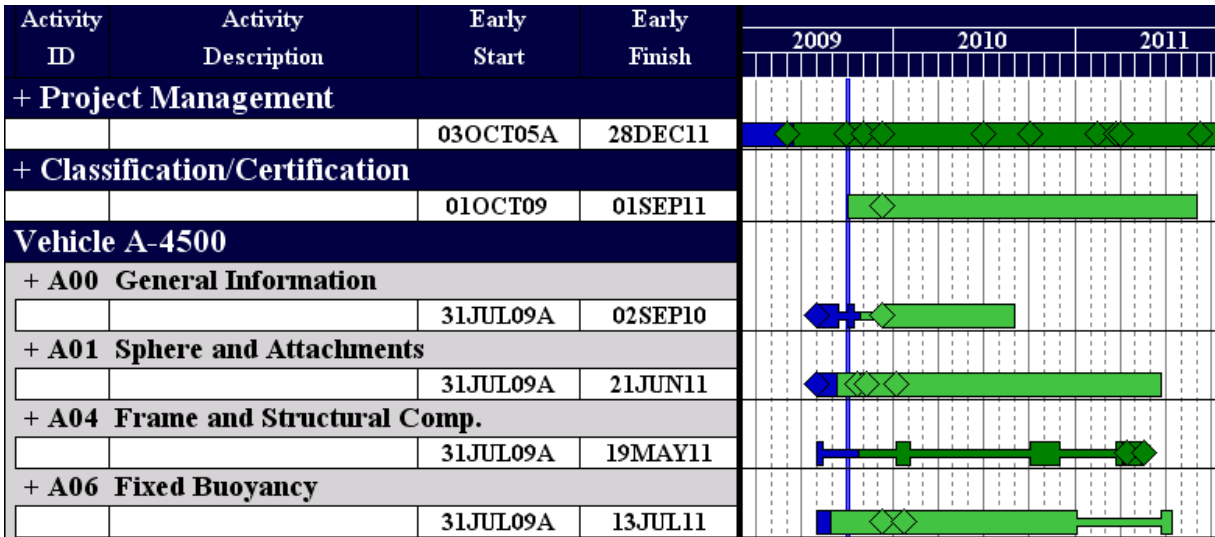 Activity Activity Early Early
ID Description Start Finish
2009 2010 2011
+ Project Management
03OCT05A 28DEC11
+ Classification/Certification
01OCT09 01SEP11
Vehicle A-4500
+ A00 General Information
31JUL09A 02SEP10
+ A01 Sphere and Attachments
31JUL09A 21JUN11
+ A04 Frame and Structural Comp.
31JUL09A 19MAY11
+ A06 Fixed Buoyancy
31JUL09A 13JUL11